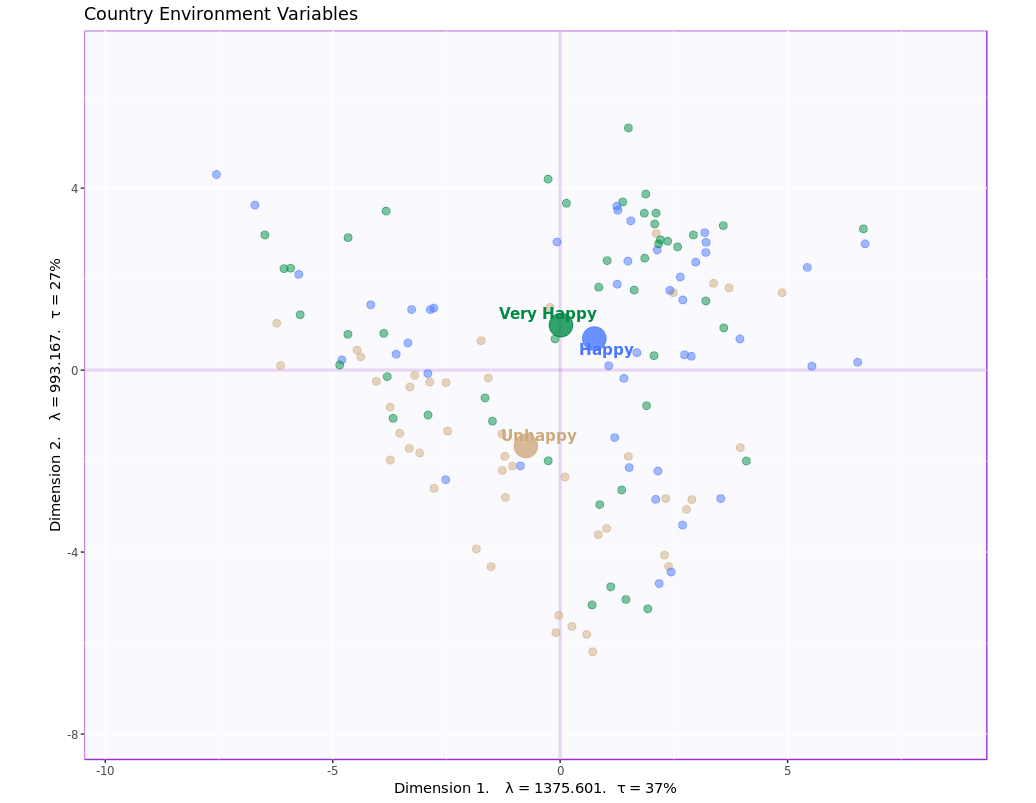 Country Environment Variables
4
0
-4
-8
Dimension 2.   λ = 993.167.   τ = 27%
Very Happy
Happy
Unhappy
-10
-5
0
5
Dimension 1.   λ = 1375.601.   τ = 37%